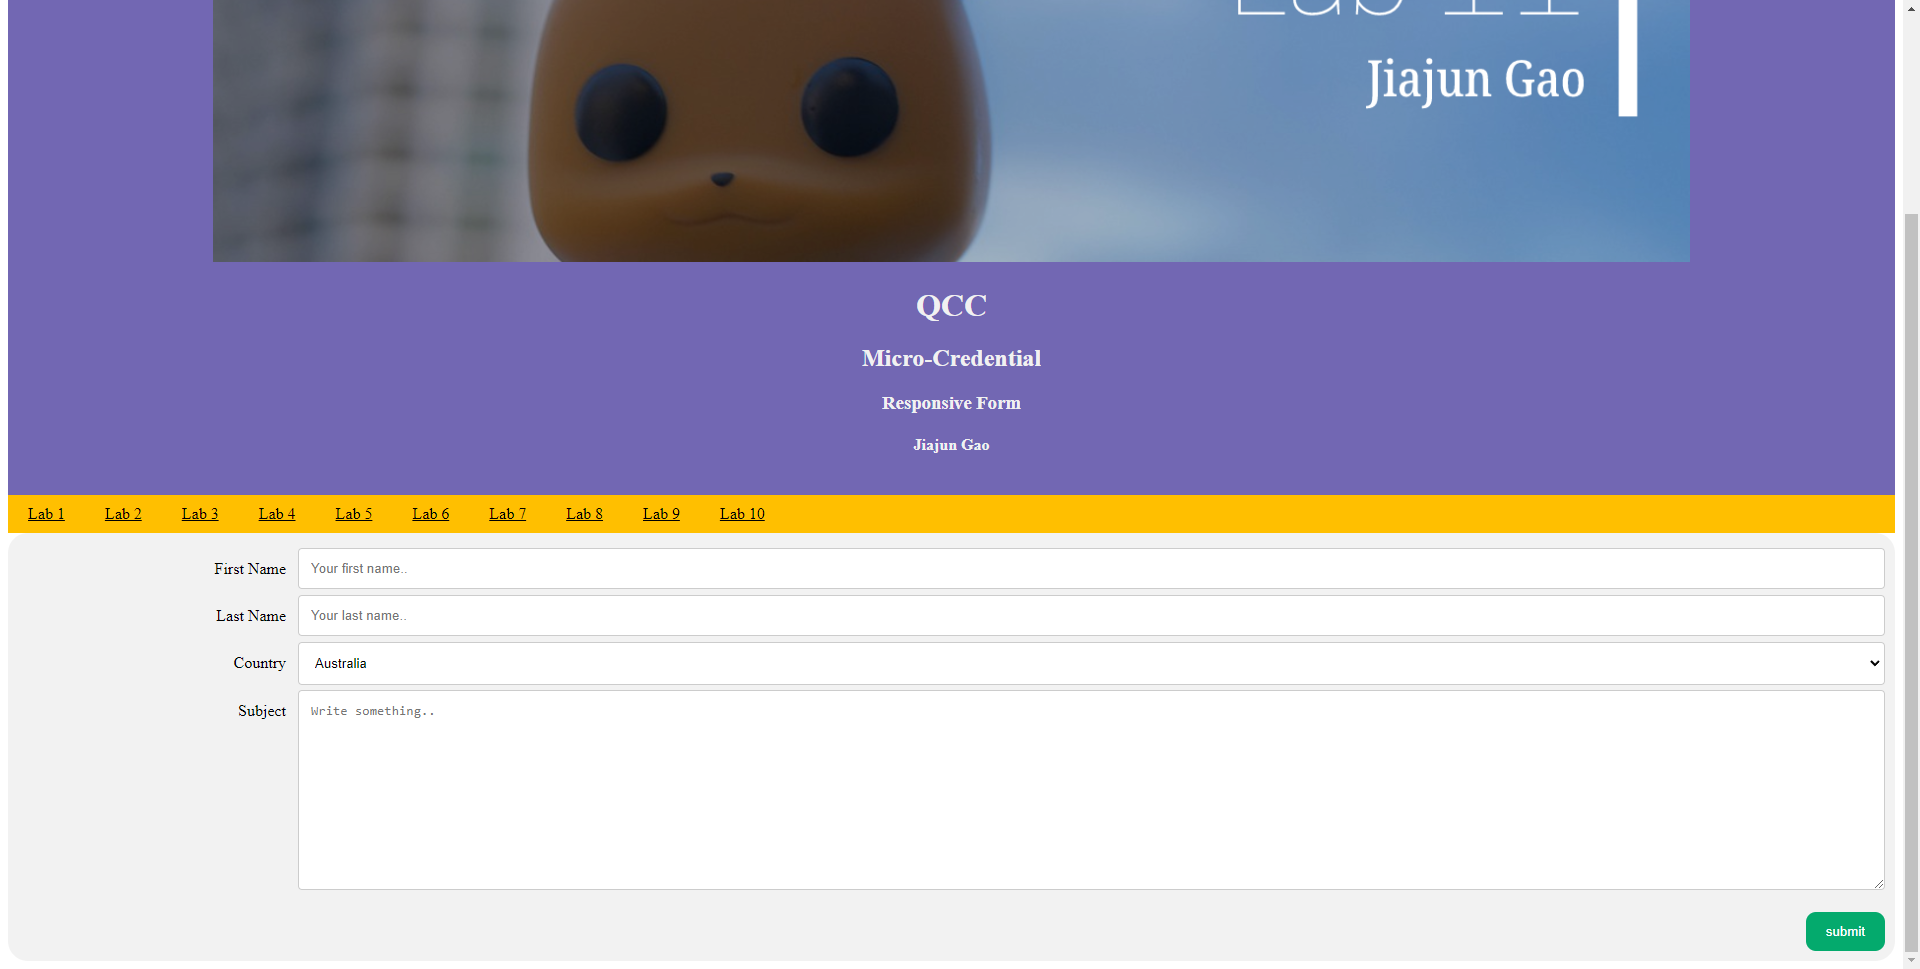 Lab 11
Jiajun Gao
QCC
Micro-Credential
Responsive Form
Jiajun Gao
Lab 1 Lab 2 Lab 3 Lab 4 Lab 5 Lab 6 Lab 7 Lab 8 Lab 9 Lab 10
First Name Your first name..
Last Name Your last name..
Country Australia
Subject Write something..
submit